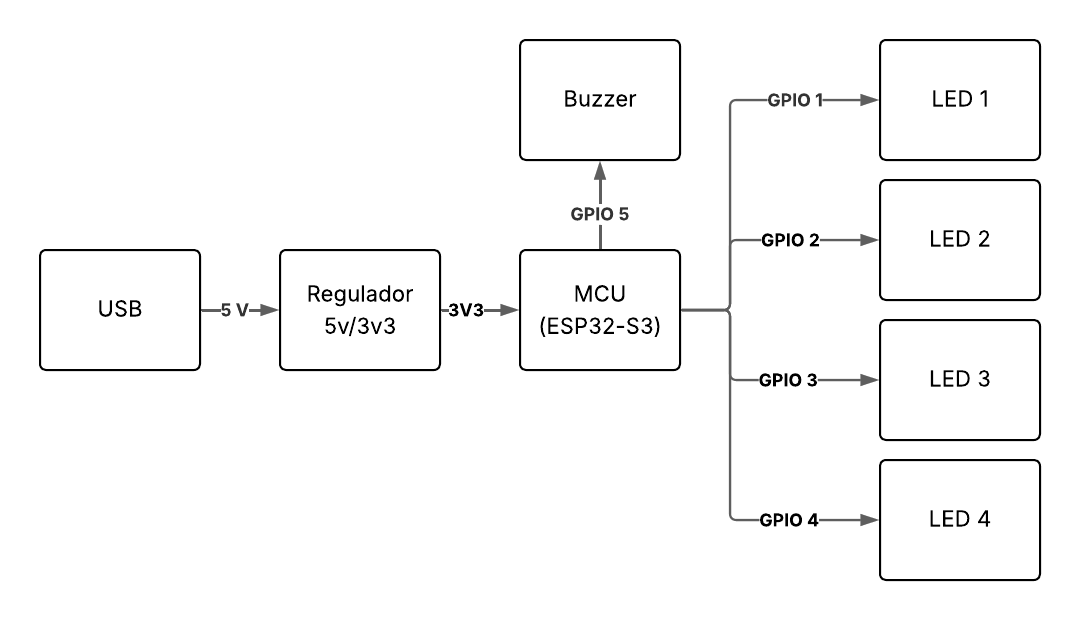 Buzzer
GPIO 5
USB
5 V
Regulador
5v/3v3
3V3
MCU
(ESP32-S3)
GPIO 1
LED 1
GPIO 2
LED 2
GPIO 3
LED 3
GPIO 4
LED 4